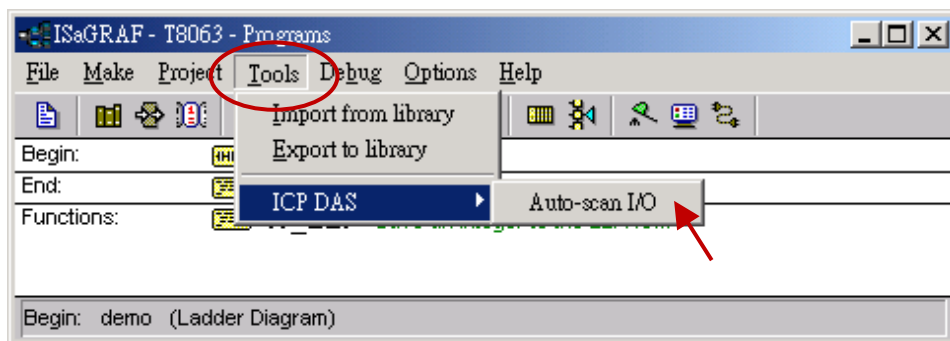 ISaGRAF - T8063 - Programs
File Make Project Tools Debug Options Help
Import from library
Begin:
Export to library
End:
ICP DAS Auto-scan I/O
Functions:
Begin: demo (Ladder Diagram)